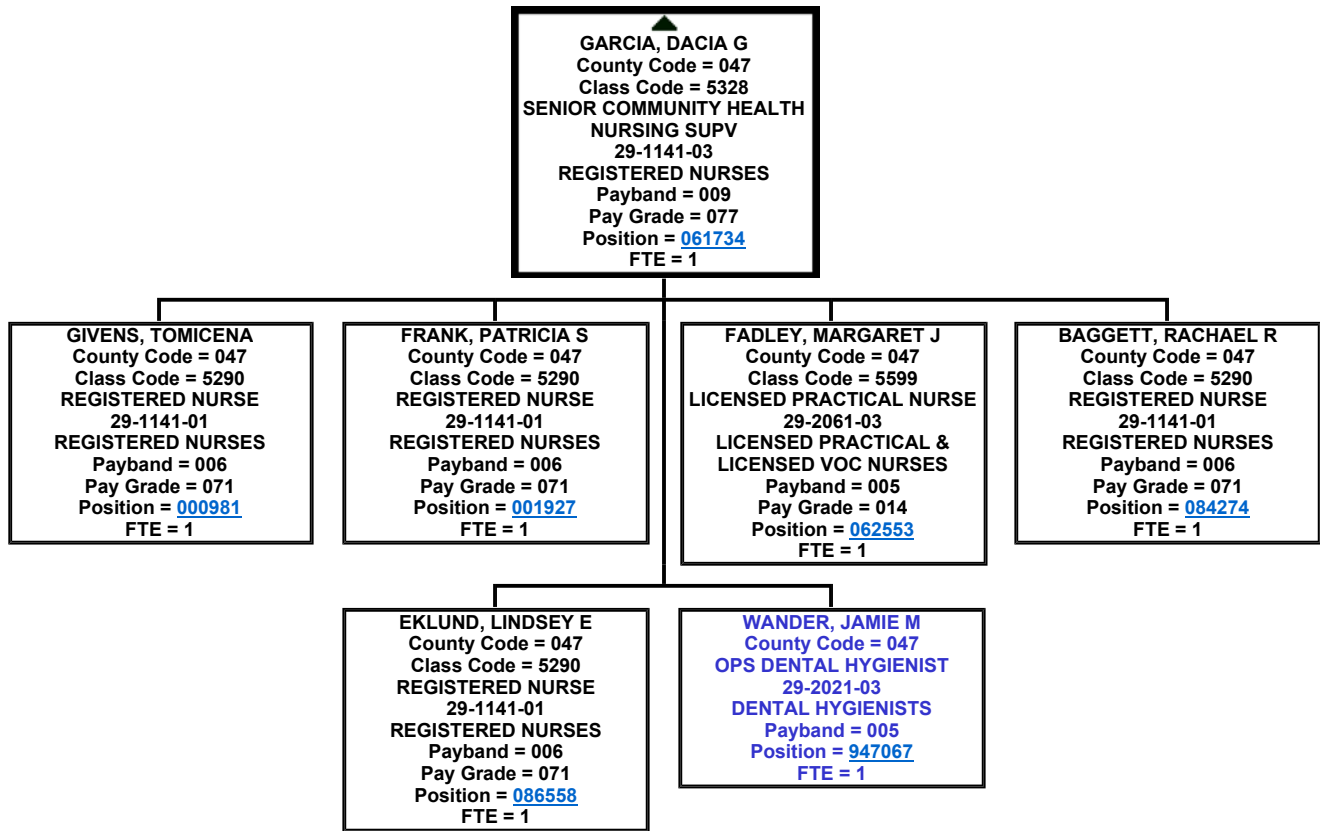 GARCIA, DACIA G
County Code = 047
Class Code = 5328
SENIOR COMMUNITY HEALTH
NURSING SUPV
29-1141-03
REGISTERED NURSES
Payband = 009
Pay Grade = 077
Position = 061734
FTE = 1
GIVENS, TOMICENA
County Code = 047
Class Code = 5290
REGISTERED NURSE
29-1141-01
REGISTERED NURSES
Payband = 006
Pay Grade = 071
Position = 000981
FTE = 1
FRANK, PATRICIA S
County Code = 047
Class Code = 5290
REGISTERED NURSE
29-1141-01
REGISTERED NURSES
Payband = 006
Pay Grade = 071
Position = 001927
FTE = 1
FADLEY, MARGARET J
County Code = 047
Class Code = 5599
LICENSED PRACTICAL NURSE
29-2061-03
LICENSED PRACTICAL &
LICENSED VOC NURSES
Payband = 005
Pay Grade = 014
Position = 062553
FTE = 1
BAGGETT, RACHAEL R
County Code = 047
Class Code = 5290
REGISTERED NURSE
29-1141-01
REGISTERED NURSES
Payband = 006
Pay Grade = 071
Position = 084274
FTE = 1
EKLUND, LINDSEY E
County Code = 047
Class Code = 5290
REGISTERED NURSE
29-1141-01
REGISTERED NURSES
Payband = 006
Pay Grade = 071
Position = 086558
FTE = 1
WANDER, JAMIE M
County Code = 047
OPS DENTAL HYGIENIST
29-2021-03
DENTAL HYGIENISTS
Payband = 005
Position = 947067
FTE = 1